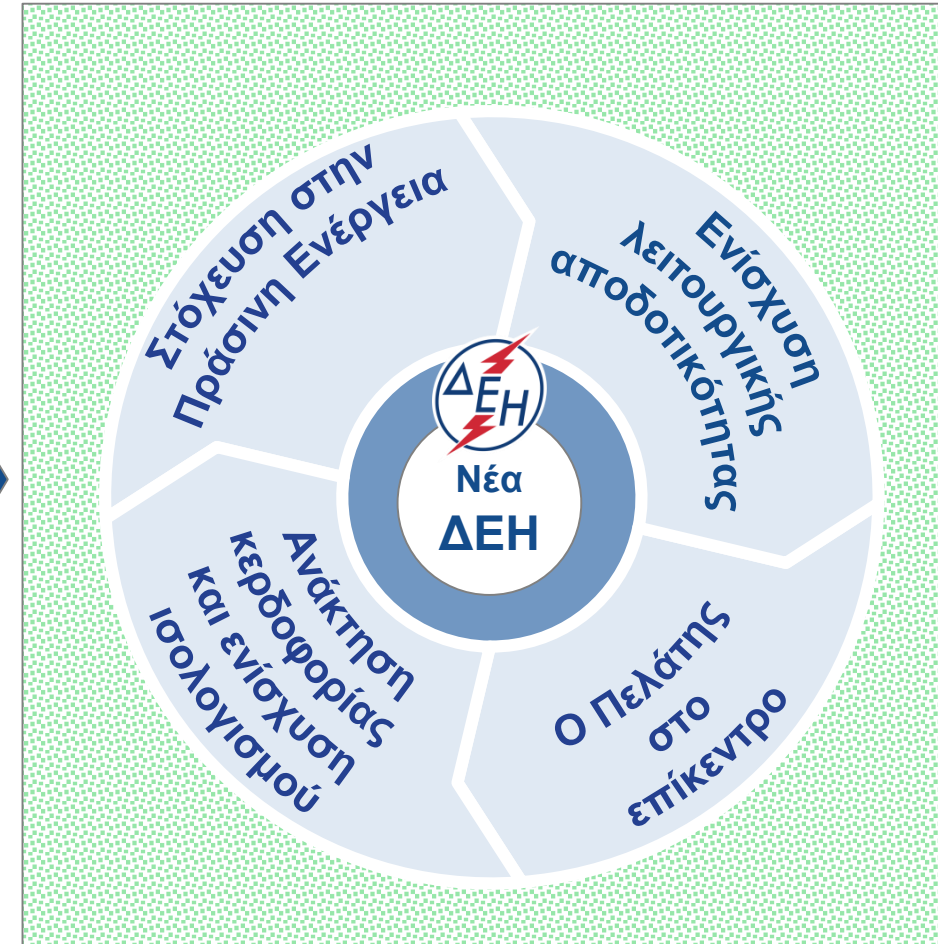 Στόχευση στην
Πράσινη Ενέργεια
Ενίσχυση
λειτουργικής
αποδοτικότητας
ΔΕΗ
Νέα
ΔΕΗ
Ανάκτηση
κερδοφορίας
και ενίσχυση
ισολογισμού
Ο Πελάτης
στο
επίκεντρο